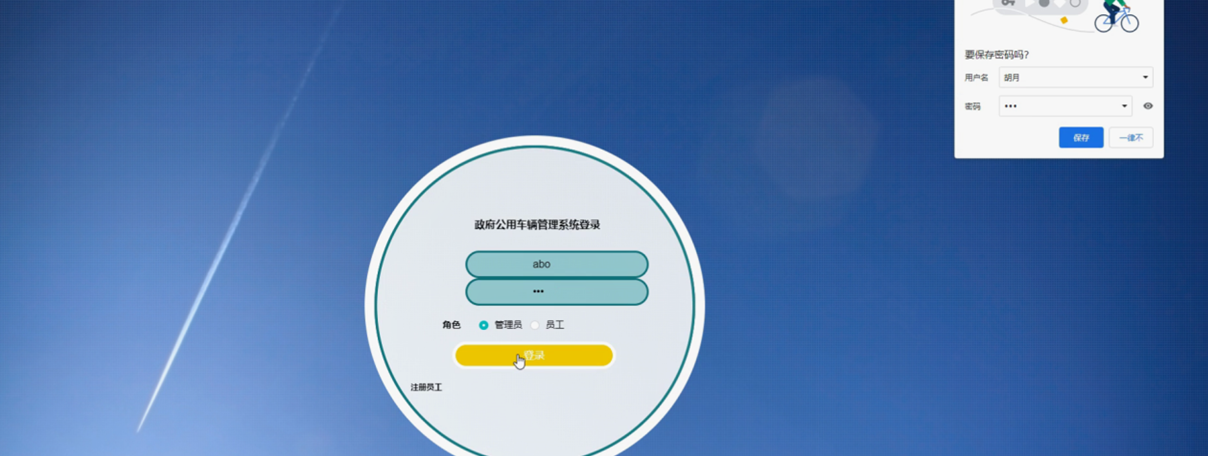 要保存密码吗?
用户名 胡月
密码 •••
保存 一律不
政府公用车辆管理系统登录
abo
•••
角色 管理员 员工
登录
注册员工